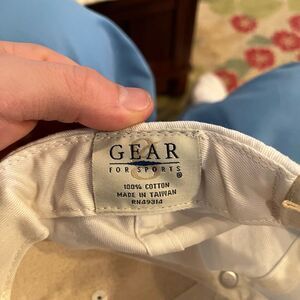 GEAR
FOR SPORTS ®
100% COTTON
MADE IN TAIWAN
RN49314